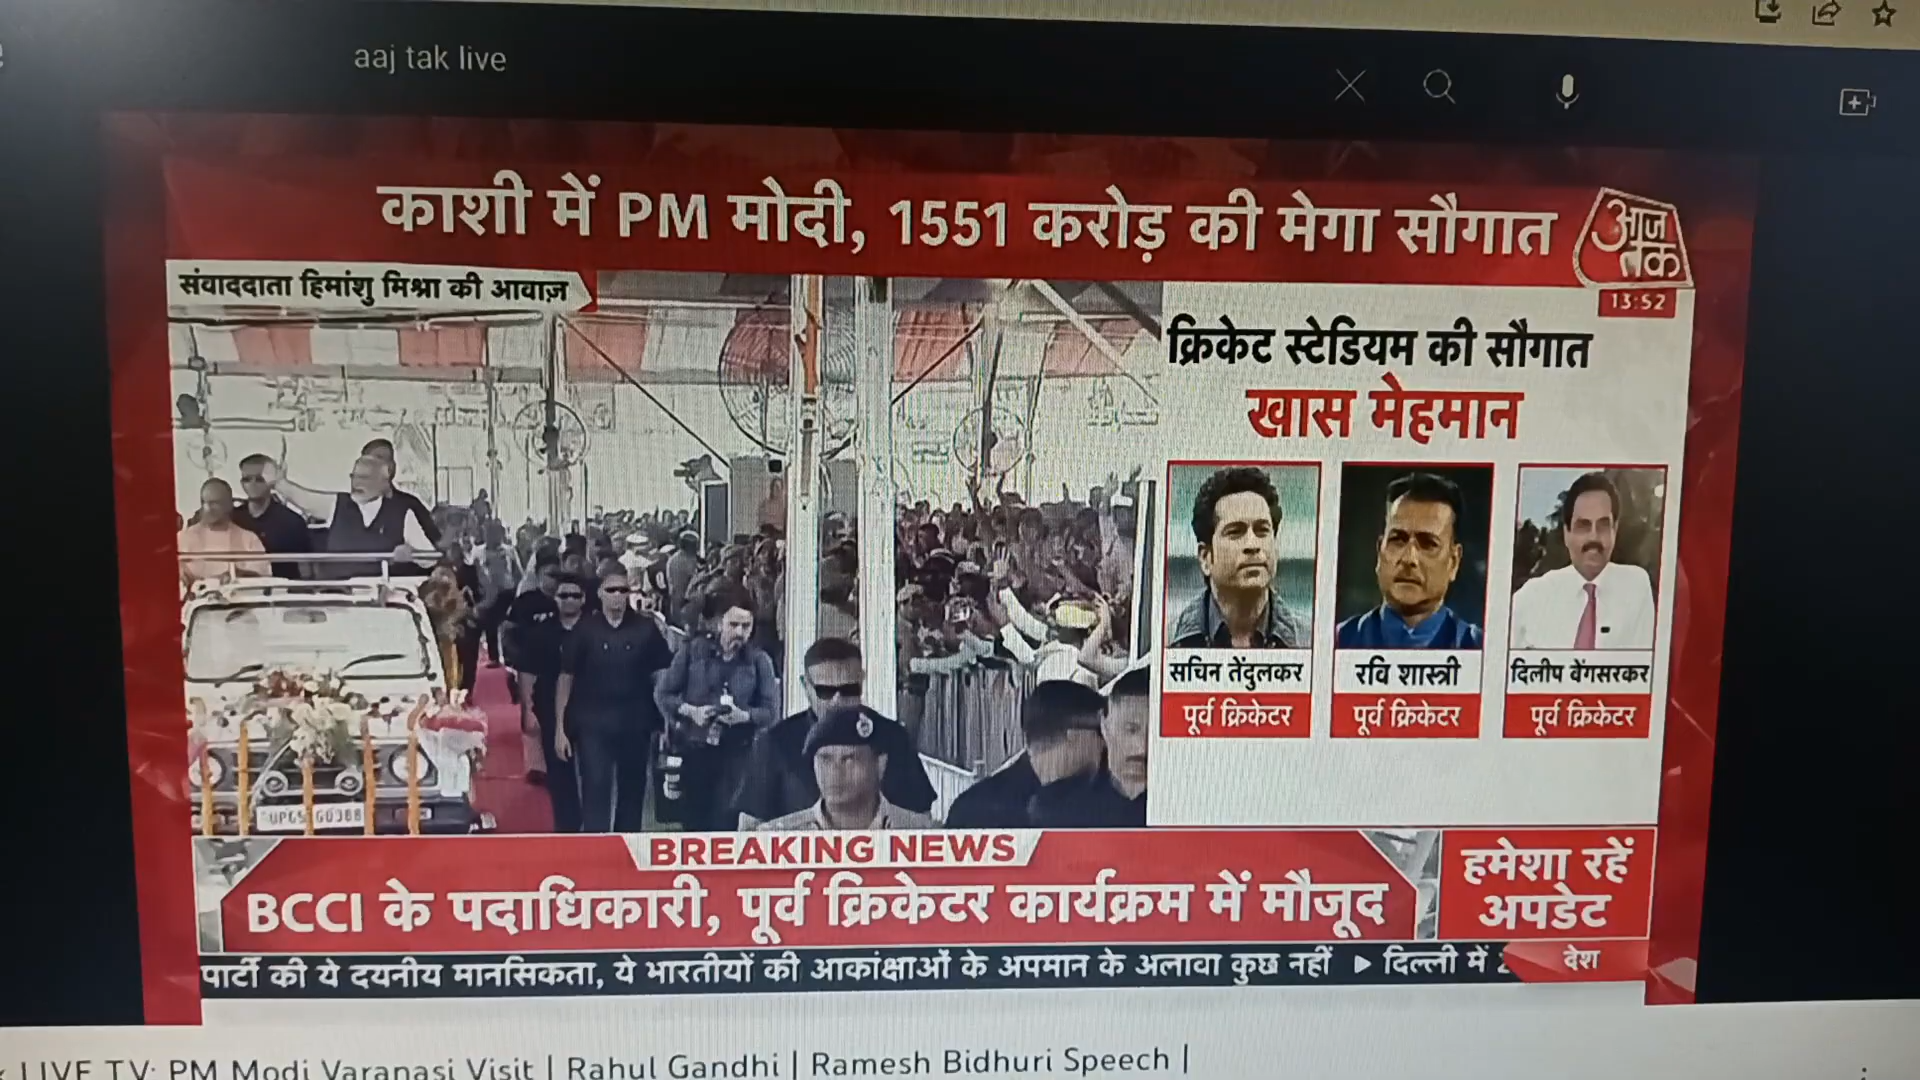 aaj tak live
काशी में PM मोदी, 1551 करोड़ की मेगा सौगात
आज तक
13:52
संवाददाता हिमांशु मिश्रा की आवाज़
क्रिकेट स्टेडियम की सौगात
खास मेहमान
सचिन तेंदुलकर
पूर्व क्रिकेटर
रवि शास्त्री
पूर्व क्रिकेटर
दिलीप वेंगसरकर
पूर्व क्रिकेटर
BREAKING NEWS
BCCI के पदाधिकारी, पूर्व क्रिकेटर कार्यक्रम में मौजूद
हमेशा रहें
अपडेट
पार्टी की ये दयनीय मानसिकता, ये भारतीयों की आकांक्षाओं के अपमान के अलावा कुछ नहीं ▶ दिल्ली में
देश
LIVE TV: PM Modi Varanasi Visit | Rahul Gandhi | Ramesh Bidhuri Speech |